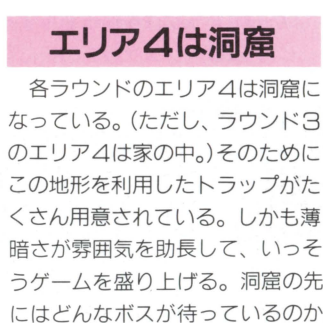 エリア4は洞窟
各ラウンドのエリア4は洞窟に
なっている。(ただし、ラウンド3
のエリア4は家の中。)そのために
この地形を利用したトラップがた
くさん用意されている。しかも薄
暗さが雰囲気を助長して、いっそ
うゲームを盛り上げる。洞窟の先
にはどんなボスが待っているのか